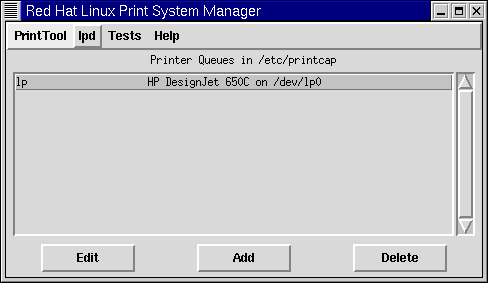 Red Hat Linux Print System Manager
PrintTool lpd Tests Help
Printer Queues in /etc/printcap
lp HP DesignJet 650C on /dev/lp0
Edit Add Delete